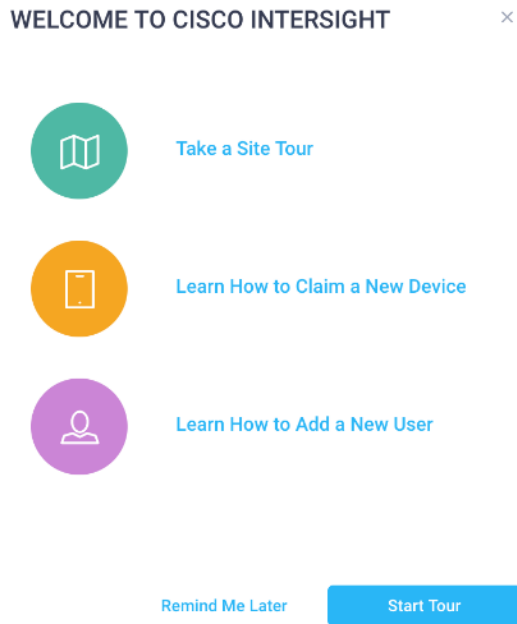 WELCOME TO CISCO INTERSIGHT
Take a Site Tour
Learn How to Claim a New Device
Learn How to Add a New User
Remind Me Later
Start Tour